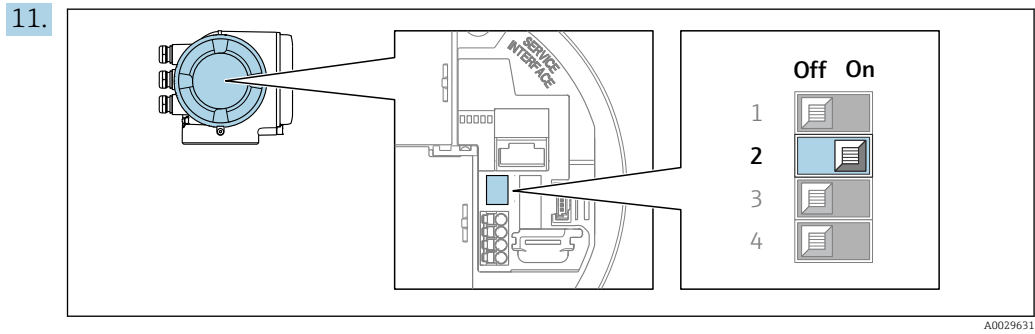 11.
SERVICE
INTERFACE
Off On
1
2
3
4
A0029631